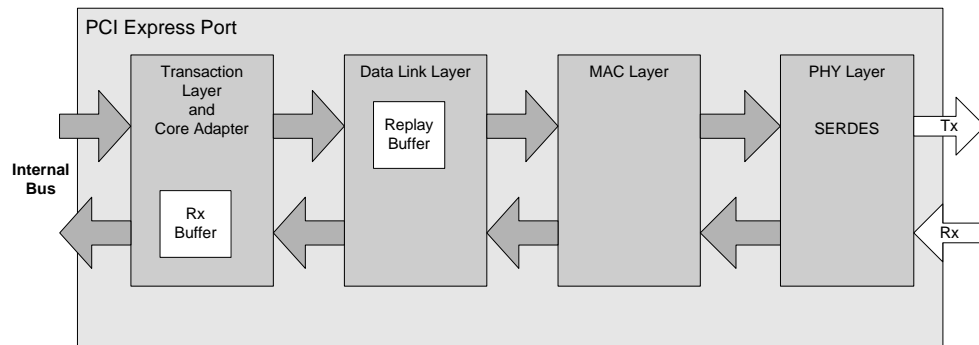 PCI Express Port
Transaction
Layer
and
Core Adapter
Data Link Layer
MAC Layer
PHY Layer
Replay
Buffer
SERDES
Tx
Internal
Bus
Rx
Buffer
Rx